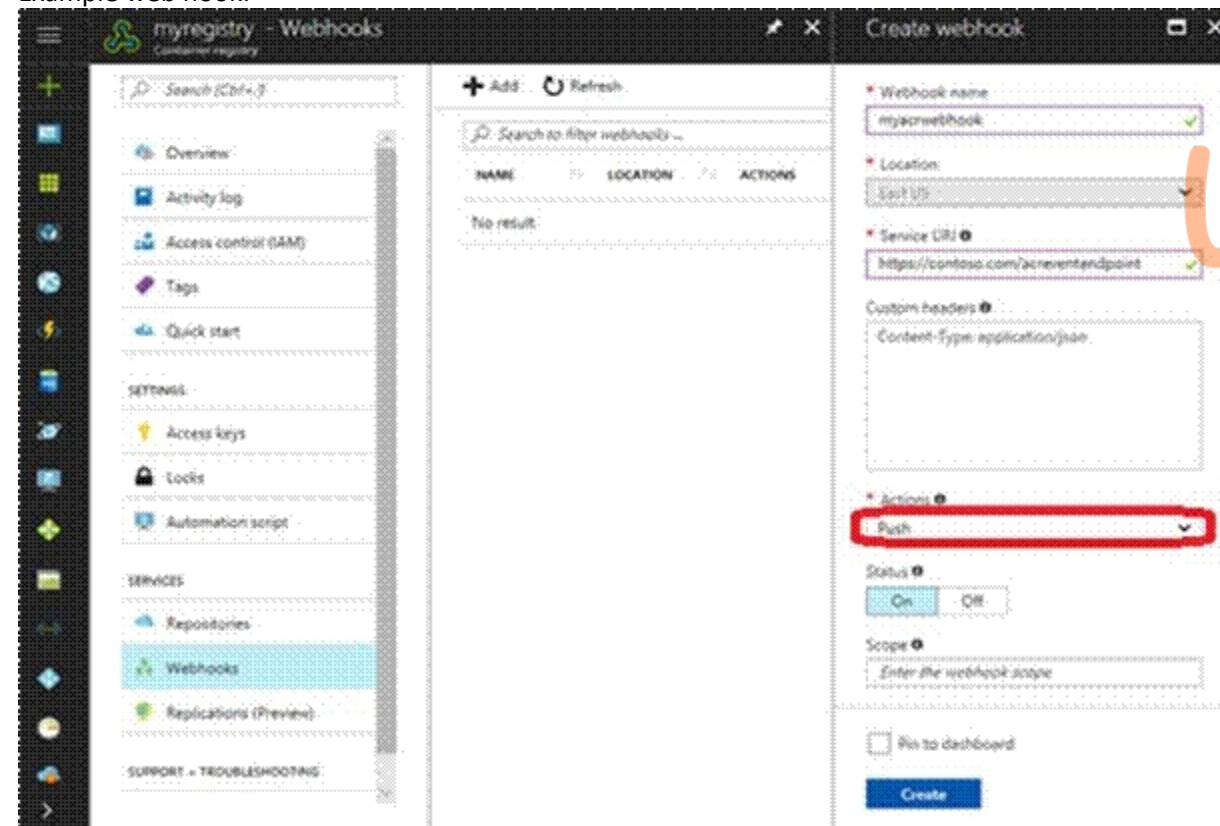 Example web hook:
myregistry - Webhooks
Container registry
Search (Ctrl+/)
Overview
Activity log
Access control (IAM)
Tags
Quick start
SETTINGS
Access keys
Locks
Automation script
SERVICES
Repositories
Webhooks
Replications (Preview)
SUPPORT + TROUBLESHOOTING
Add Refresh
Search to filter webhooks ...
NAME LOCATION ACTIONS
No result
Create webhook
* Webhook name
myacrwebhook
* Location
East US
* Service URI
https://contoso.com/acreventendpoint
Custom headers
Content-Type: application/json
* Actions
Push
Status
On Off
Scope
Enter the webhook scope
Pin to dashboard
Create